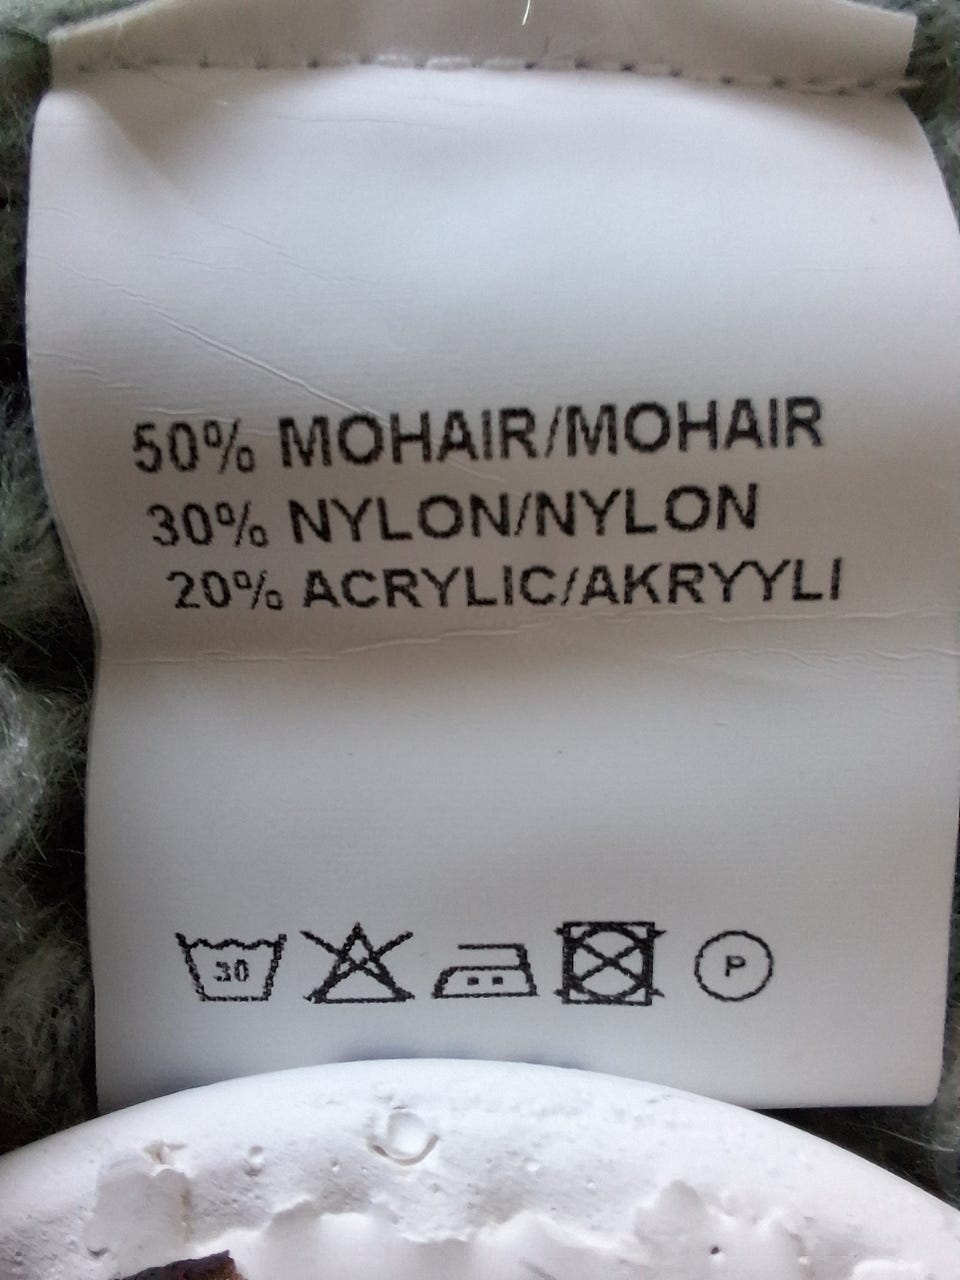 50% MOHAIR/MOHAIR
30% NYLON/NYLON
20% ACRYLIC/AKRYYLI
30 P